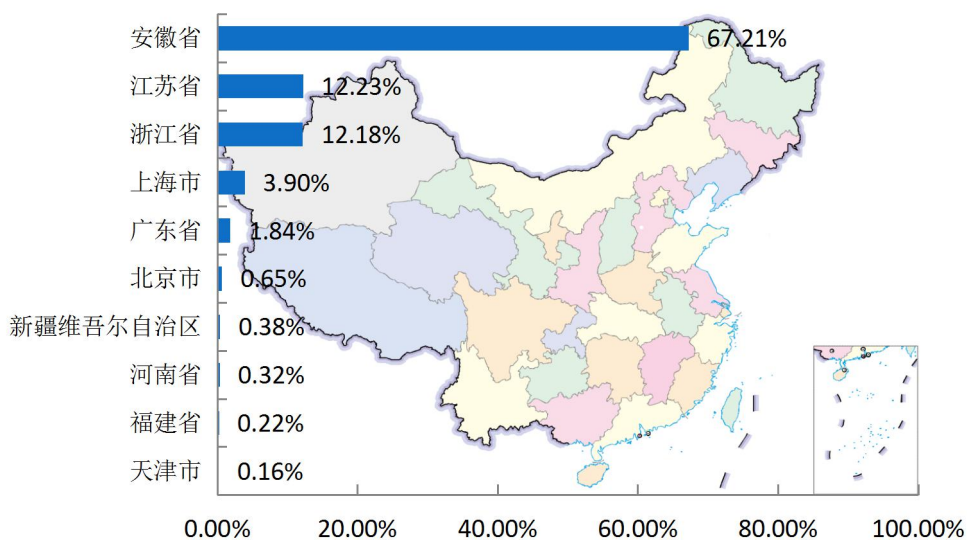 安徽省 67.21%
江苏省 12.23%
浙江省 12.18%
上海市 3.90%
广东省 1.84%
北京市 0.65%
新疆维吾尔自治区 0.38%
河南省 0.32%
福建省 0.22%
天津市 0.16%
0.00% 20.00% 40.00% 60.00% 80.00% 100.00%